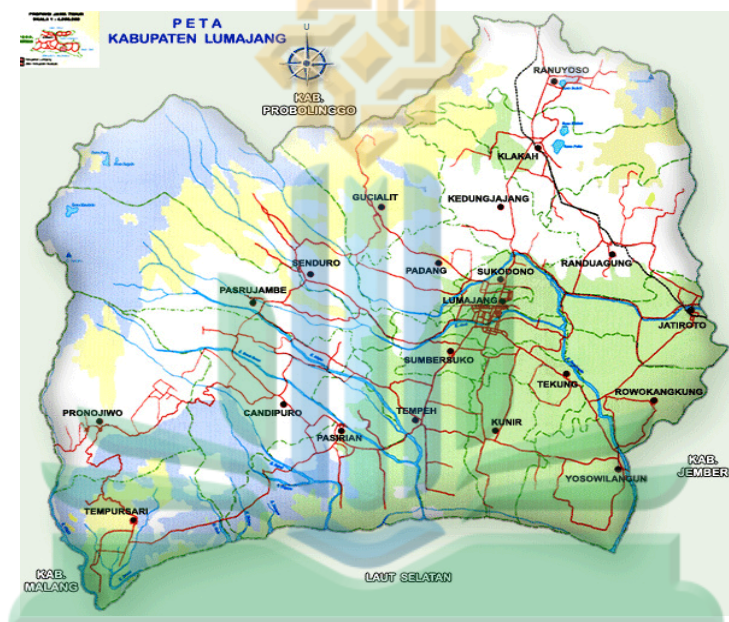 PETA
KABUPATEN LUMAJANG
U
KAB.
PROBOLINGGO
RANUYOSO
KLAKAH
GUCIALIT
KEDUNGJAJANG
SENDURO
PADANG
SUKODONO
RANDUAGUNG
PASRUJAMBE
LUMAJANG
JATIROTO
SUMBERSUKO
TEKUNG
ROWOKANGKUNG
PRONOJIWO
CANDIPURO
TEMPEH
KUNIR
PASIRIAN
KAB.
JEMBER
YOSOWILANGUN
TEMPURSARI
KAB.
MALANG
LAUT SELATAN